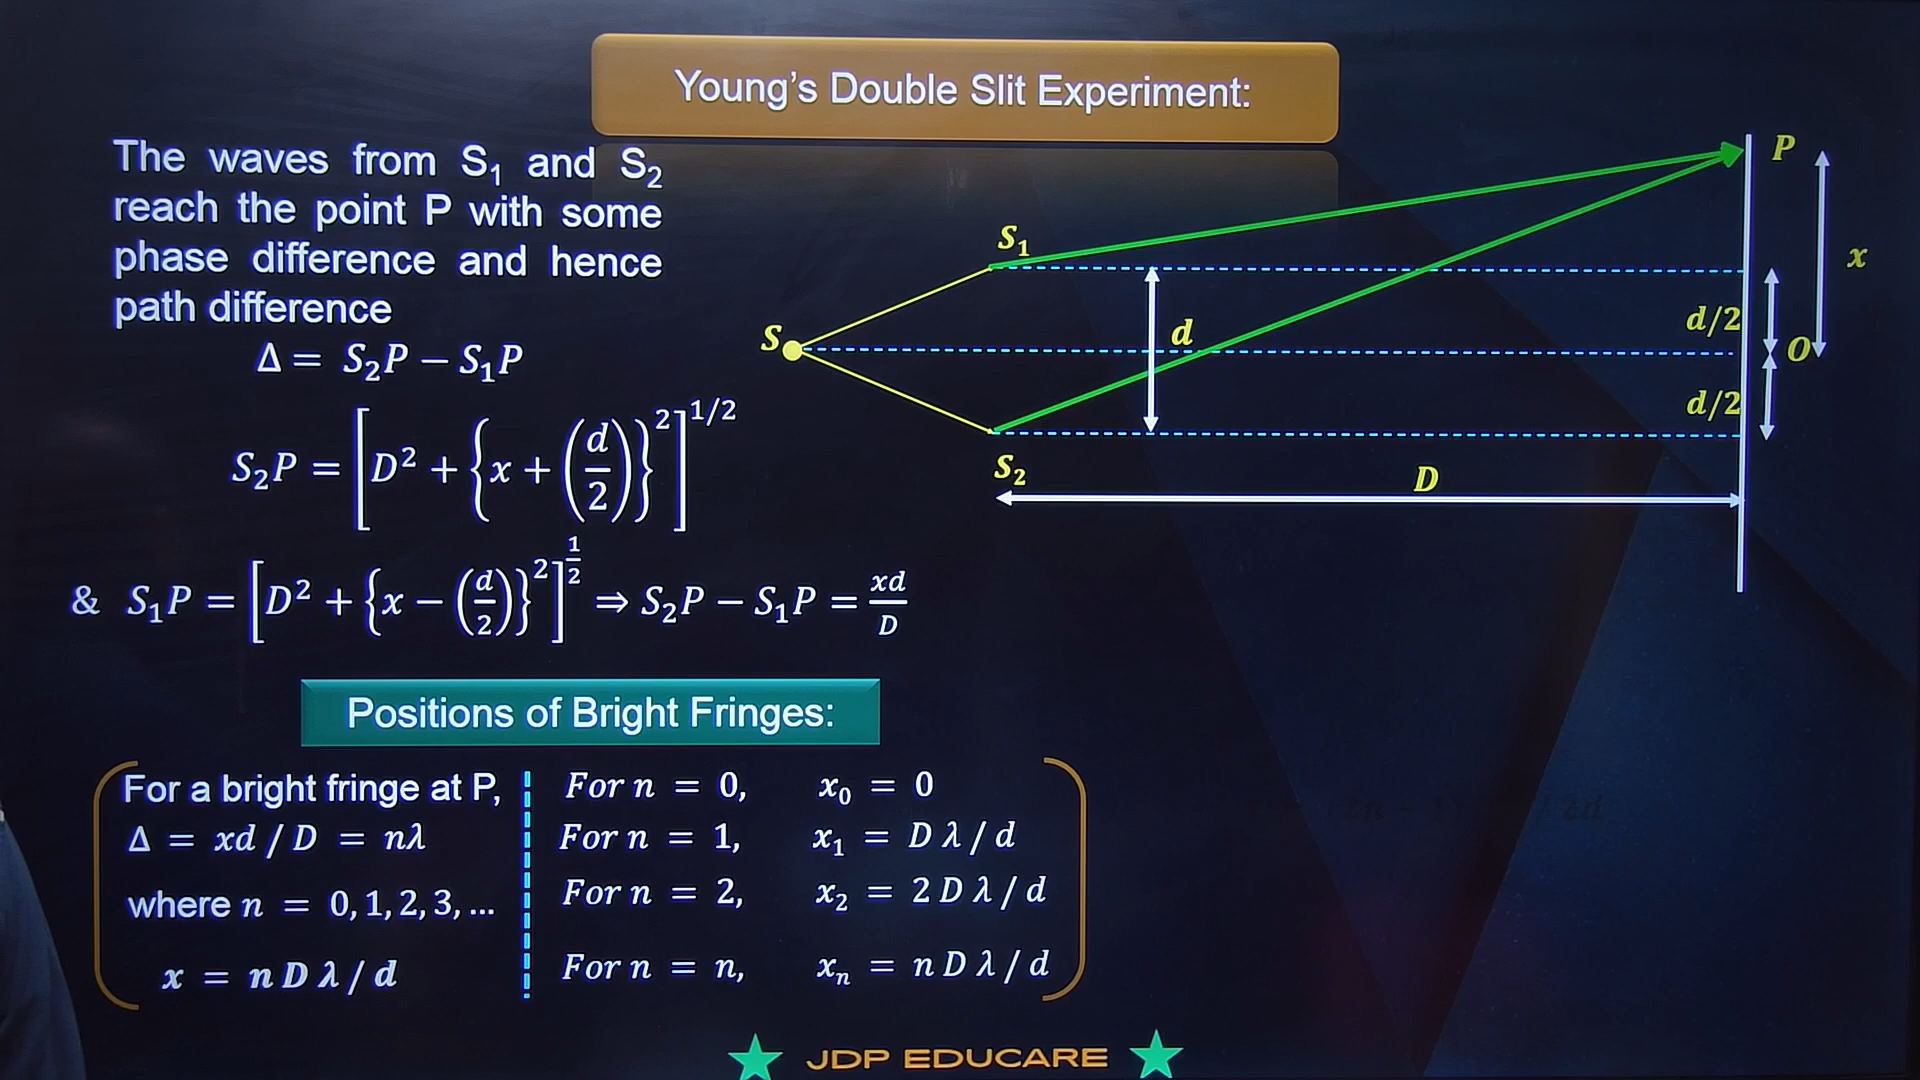 Young's Double Slit Experiment:
The waves from S₁ and S₂
reach the point P with some
phase difference and hence
path difference
Δ = S₂P − S₁P
S₂P = [D² + {x + (d/2)}²]^1/2
& S₁P = [D² + {x − (d/2)}²]^1/2 ⇒ S₂P − S₁P = xd/D
S
S₁
S₂
d
D
P
x
d/2
O
d/2
Positions of Bright Fringes:
For a bright fringe at P,
Δ = xd / D = nλ
where n = 0, 1, 2, 3, ...
x = n D λ / d
For n = 0, x₀ = 0
For n = 1, x₁ = D λ / d
For n = 2, x₂ = 2 D λ / d
For n = n, xₙ = n D λ / d
JDP EDUCARE